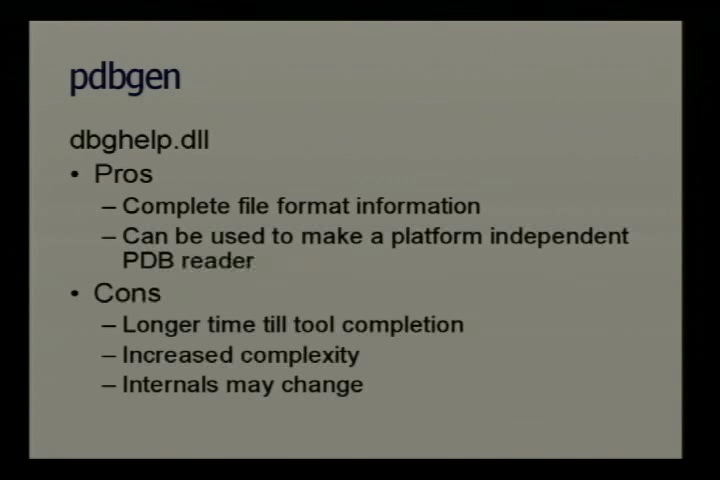 pdbgen
dbghelp.dll
• Pros
– Complete file format information
– Can be used to make a platform independent
PDB reader
• Cons
– Longer time till tool completion
– Increased complexity
– Internals may change